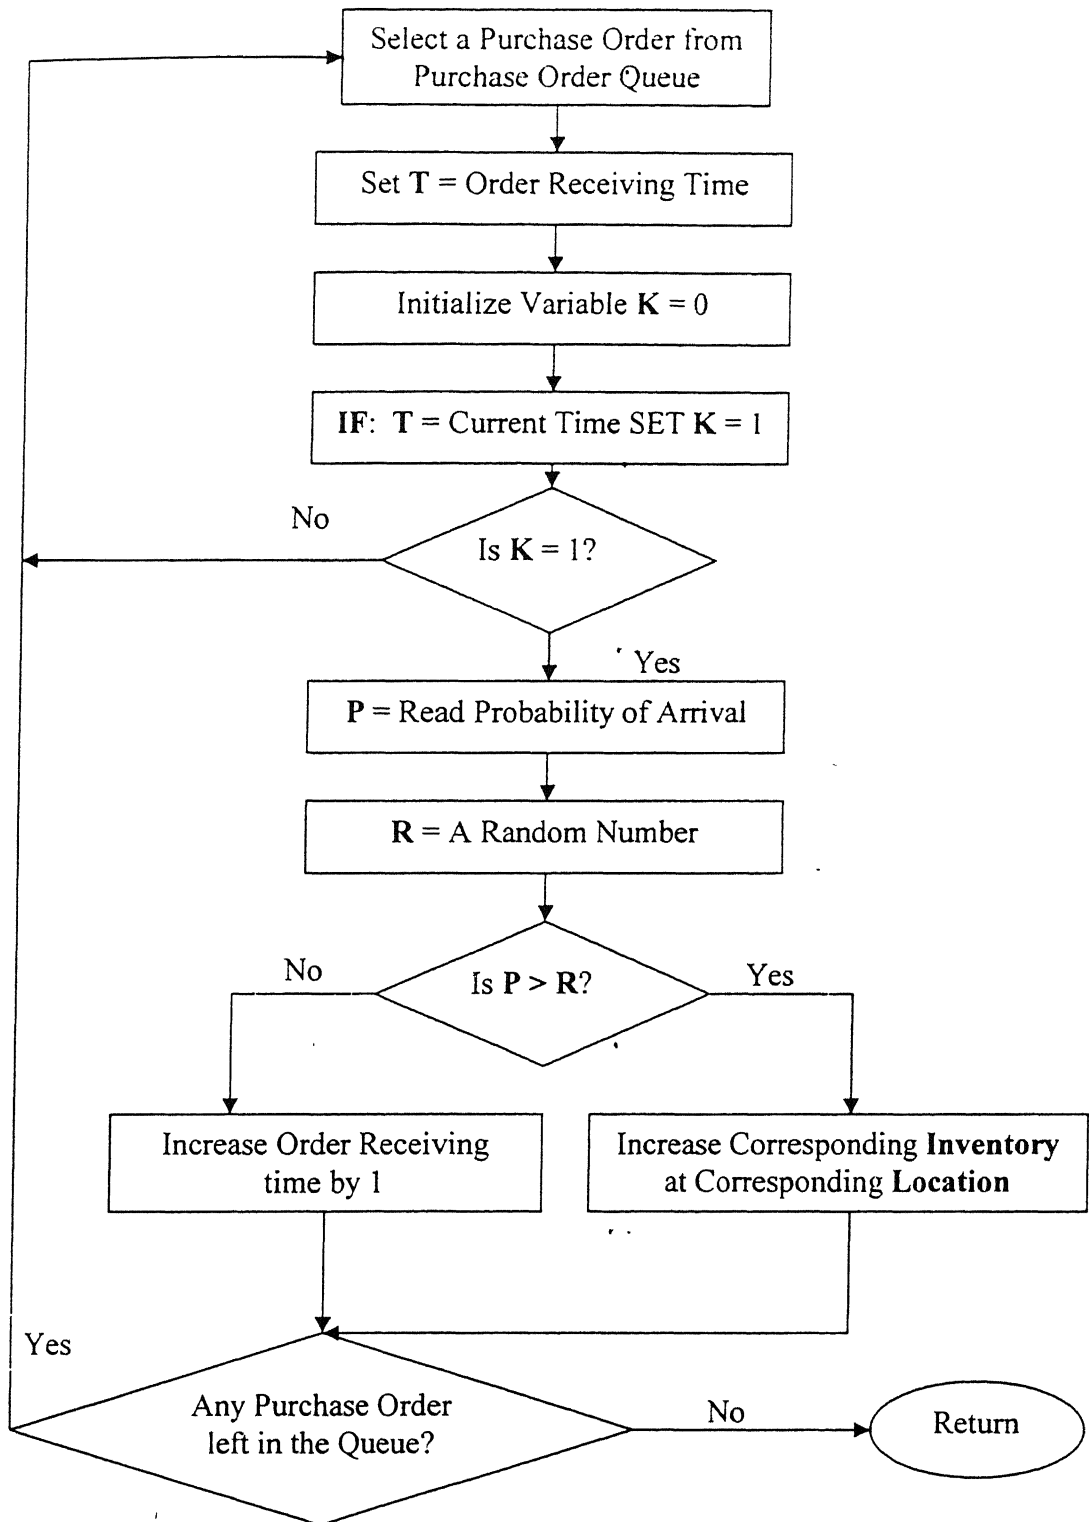 Select a Purchase Order from
Purchase Order Queue
Set T = Order Receiving Time
Initialize Variable K = 0
IF: T = Current Time SET K = 1
No
Is K = 1?
Yes
P = Read Probability of Arrival
R = A Random Number
No
Is P > R?
Yes
Increase Order Receiving
time by 1
Increase Corresponding Inventory
at Corresponding Location
Yes
Any Purchase Order
left in the Queue?
No
Return